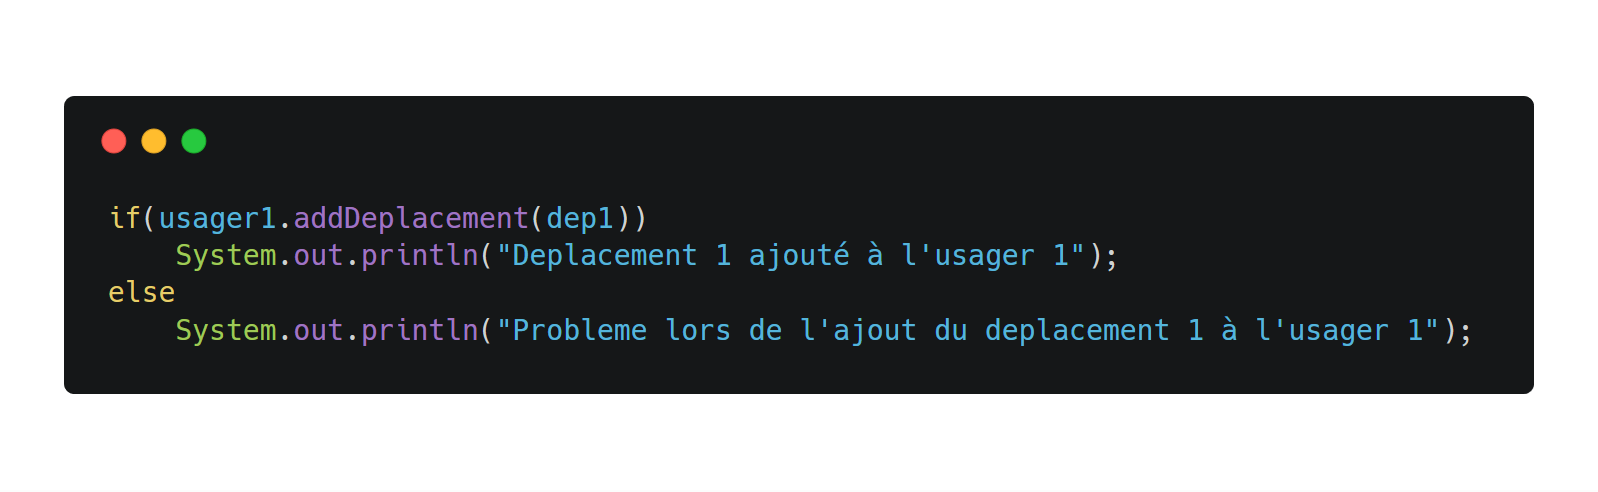 if(usager1.addDeplacement(dep1))
    System.out.println("Deplacement 1 ajouté à l'usager 1");
else
    System.out.println("Probleme lors de l'ajout du deplacement 1 à l'usager 1");